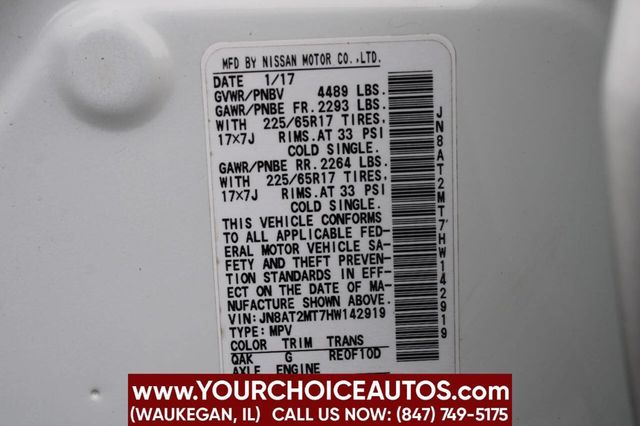 MFD BY NISSAN MOTOR CO.,LTD.
DATE 1/17
GVWR/PNBV 4489 LBS.
GAWR/PNBE FR. 2293 LBS.
WITH 225/65R17 TIRES,
17×7J RIMS.AT 33 PSI
COLD SINGLE.
GAWR/PNBE RR. 2264 LBS.
WITH 225/65R17 TIRES,
17×7J RIMS.AT 33 PSI
COLD SINGLE.
THIS VEHICLE CONFORMS
TO ALL APPLICABLE FED-
ERAL MOTOR VEHICLE SA-
FETY AND THEFT PREVEN-
TION STANDARDS IN EFF-
ECT ON THE DATE OF MA-
NUFACTURE SHOWN ABOVE.
VIN:JN8AT2MT7HW142919
TYPE:MPV
COLOR TRIM TRANS
QAK G RE0F10D
AXLE ENGINE
JN8AT2MT7HW142919
WWW.YOURCHOICEAUTOS.COM
(WAUKEGAN, IL) CALL US NOW: (847) 749-5175